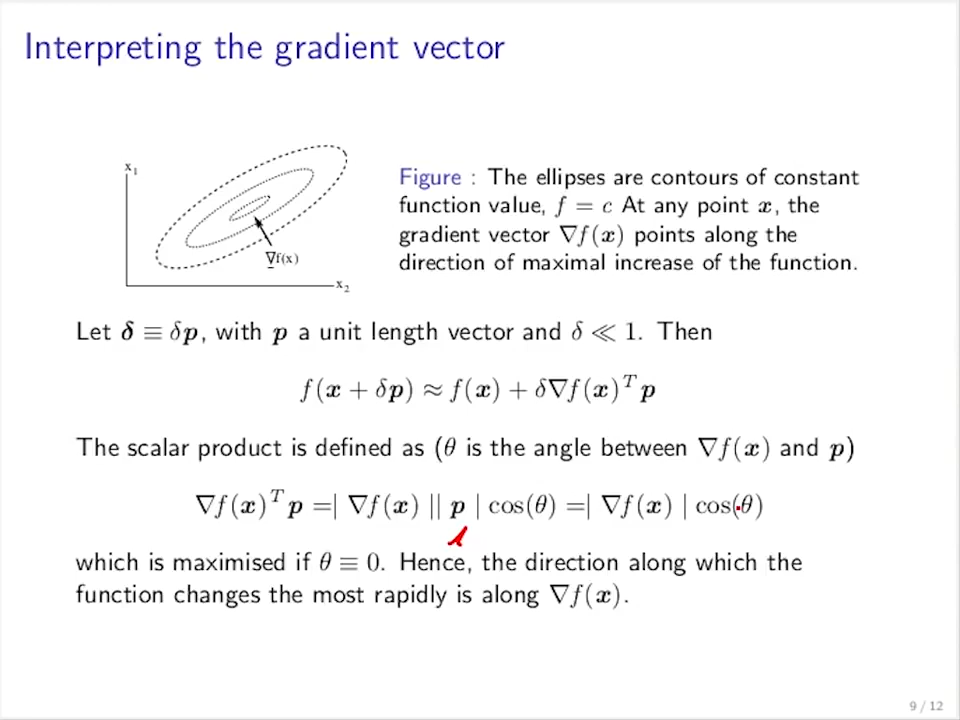 Interpreting the gradient vector
x₁
∇f(x)
x₂
Figure : The ellipses are contours of constant
function value, f = c At any point x, the
gradient vector ∇f(x) points along the
direction of maximal increase of the function.
Let δ ≡ δp, with p a unit length vector and δ ≪ 1. Then
f(x + δp) ≈ f(x) + δ∇f(x)ᵀp
The scalar product is defined as (θ is the angle between ∇f(x) and p)
∇f(x)ᵀp =| ∇f(x) || p | cos(θ) =| ∇f(x) | cos(θ)
which is maximised if θ ≡ 0. Hence, the direction along which the
function changes the most rapidly is along ∇f(x).
9 / 12